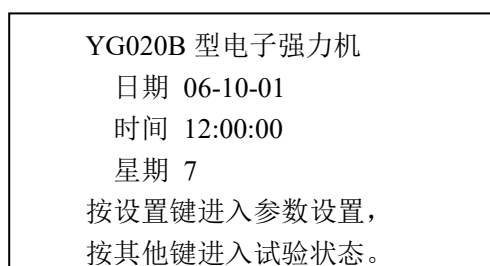 YG020B 型电子强力机
日期 06-10-01
时间 12:00:00
星期 7
按设置键进入参数设置，
按其他键进入试验状态。